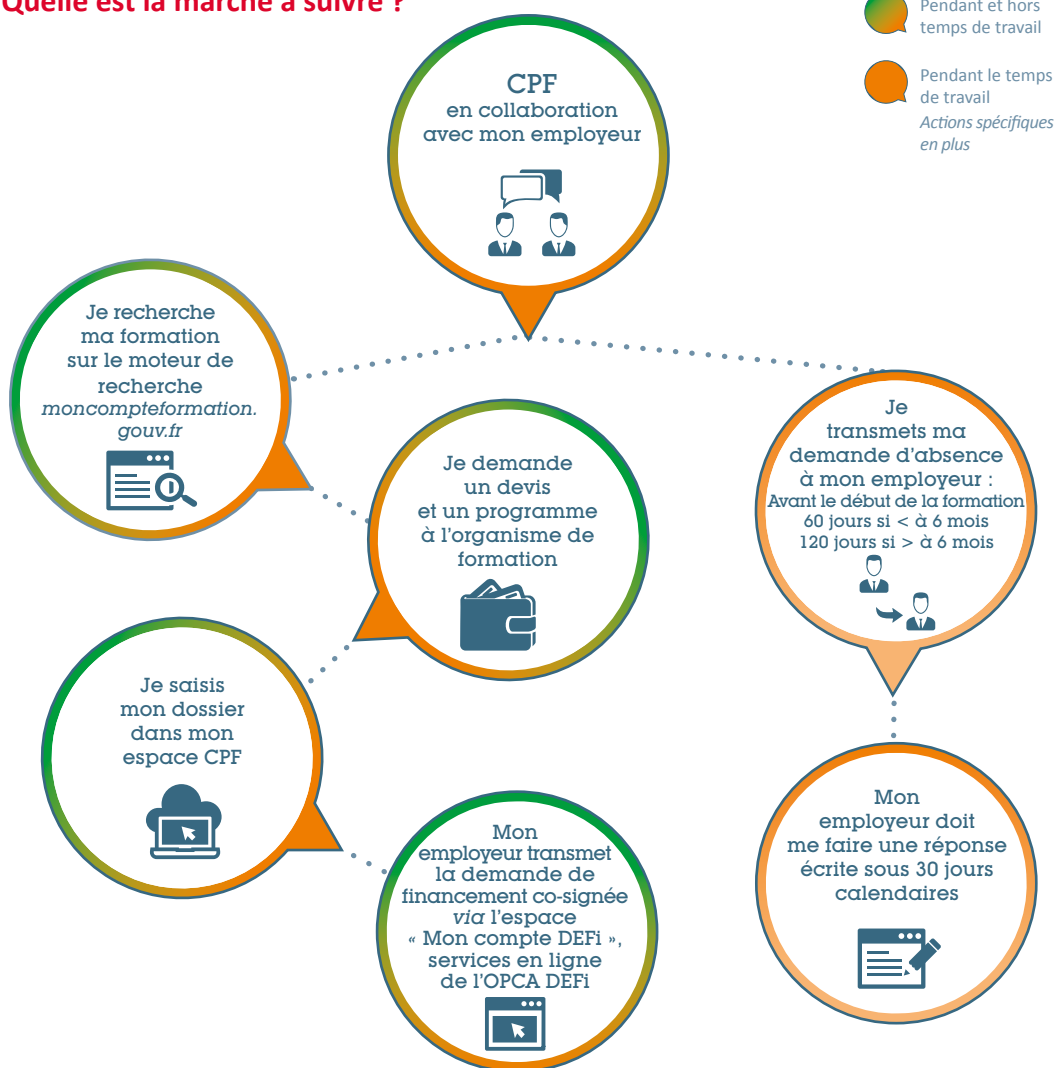 Quelle est la marche à suivre ?
Pendant et hors
temps de travail
Pendant le temps
de travail
Actions spécifiques
en plus
CPF
en collaboration
avec mon employeur
Je recherche
ma formation
sur le moteur de
recherche
moncompteformation.
gouv.fr
Je demande
un devis
et un programme
à l'organisme de
formation
Je saisis
mon dossier
dans mon
espace CPF
Mon
employeur transmet
la demande de
financement co-signée
via l'espace
« Mon compte DEFi »,
services en ligne
de l'OPCA DEFi
Je
transmets ma
demande d'absence
à mon employeur :
Avant le début de la formation
60 jours si < à 6 mois
120 jours si > à 6 mois
Mon
employeur doit
me faire une réponse
écrite sous 30 jours
calendaires